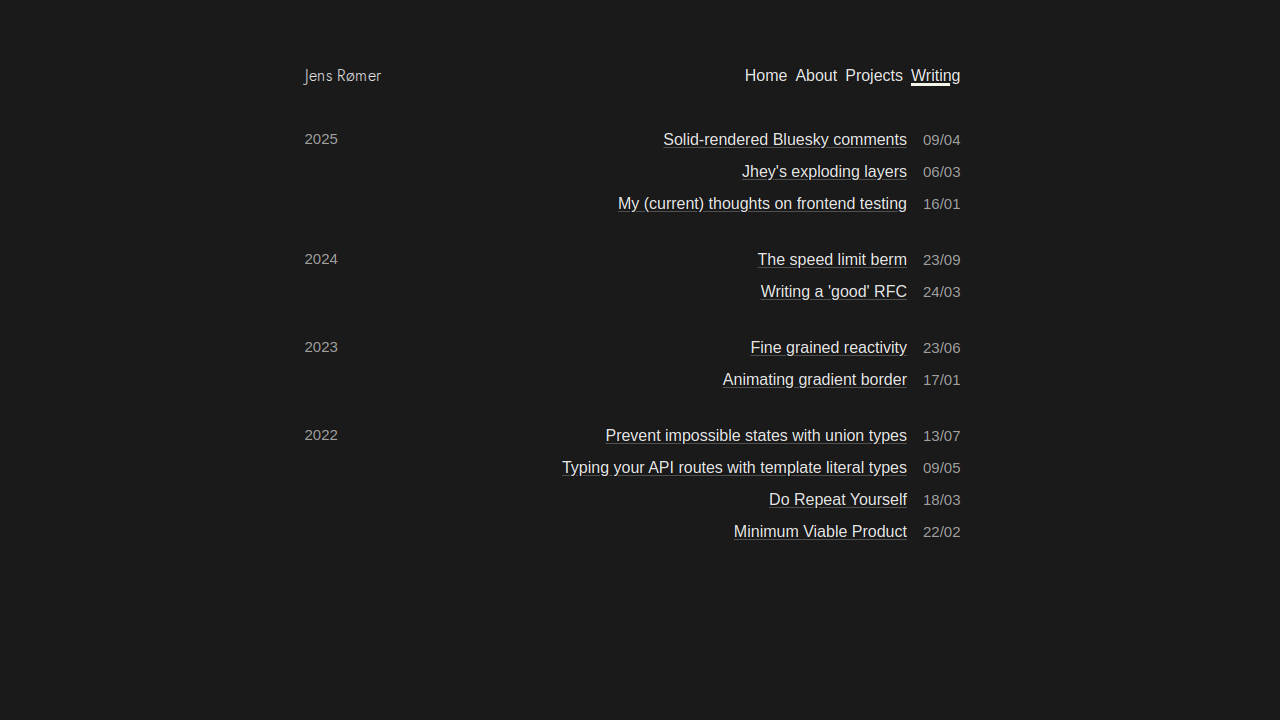 Jens Rømer Home About Projects Writing
2025 Solid-rendered Bluesky comments 09/04
Jhey's exploding layers 06/03
My (current) thoughts on frontend testing 16/01
2024 The speed limit berm 23/09
Writing a 'good' RFC 24/03
2023 Fine grained reactivity 23/06
Animating gradient border 17/01
2022 Prevent impossible states with union types 13/07
Typing your API routes with template literal types 09/05
Do Repeat Yourself 18/03
Minimum Viable Product 22/02